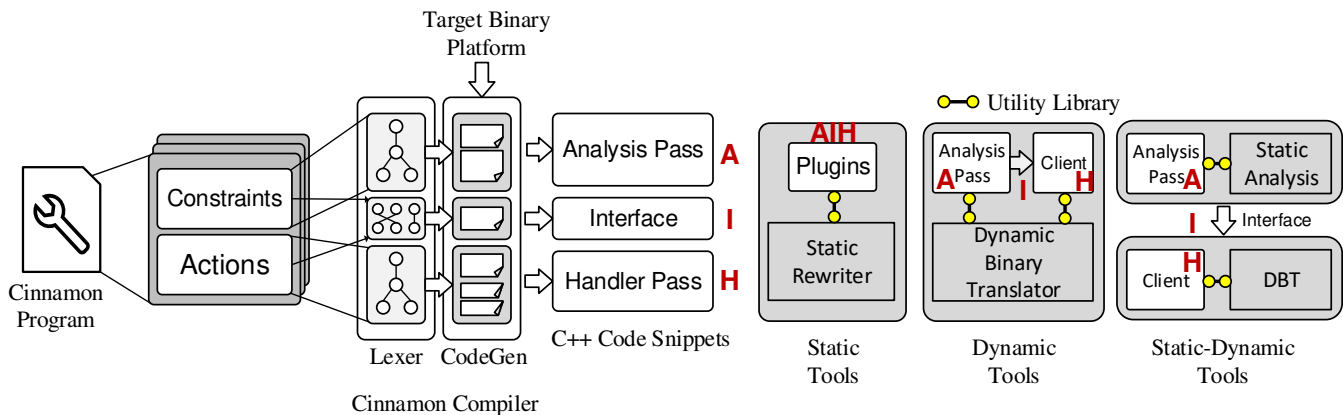 Target Binary
Platform
Constraints
Actions
Cinnamon
Program
Lexer
CodeGen
Cinnamon Compiler
Analysis Pass
A
Interface
I
Handler Pass
H
C++ Code Snippets
Utility Library
AIH
Plugins
Static
Rewriter
Static
Tools
Analysis
Pass
A
I
Client
H
Dynamic
Binary
Translator
Dynamic
Tools
Analysis
Pass
A
Static
Analysis
I
Interface
Client
H
DBT
Static-Dynamic
Tools